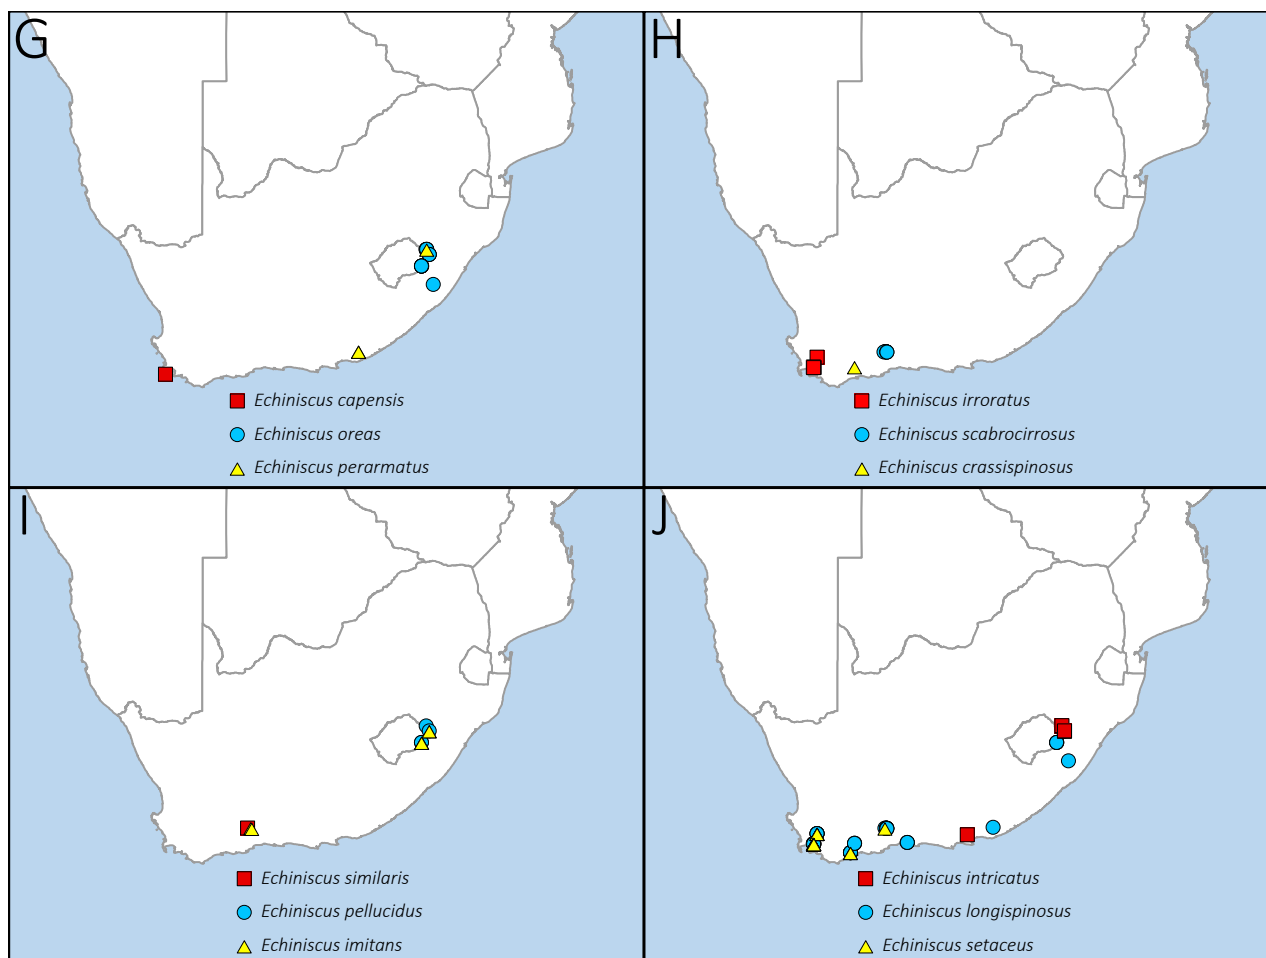 G
Echiniscus capensis
Echiniscus oreas
Echiniscus perarmatus
H
Echiniscus irroratus
Echiniscus scabrocirrosus
Echiniscus crassispinosus
I
Echiniscus similaris
Echiniscus pellucidus
Echiniscus imitans
J
Echiniscus intricatus
Echiniscus longispinosus
Echiniscus setaceus